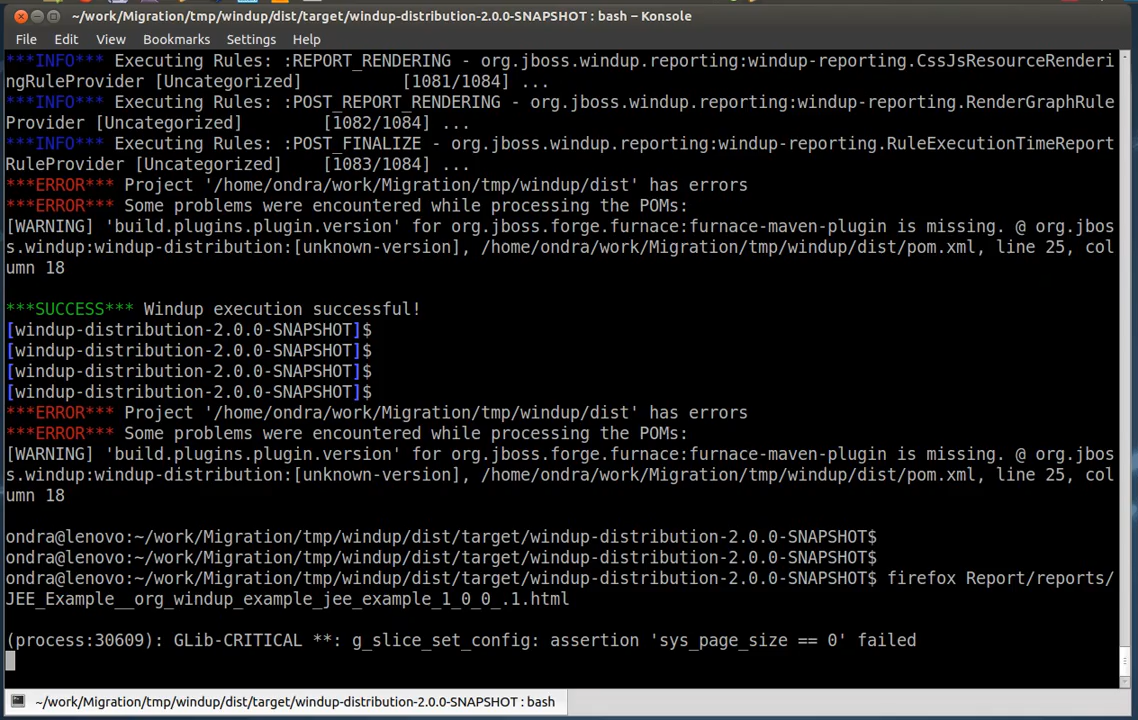 ~/work/Migration/tmp/windup/dist/target/windup-distribution-2.0.0-SNAPSHOT : bash – Konsole
File Edit View Bookmarks Settings Help
***INFO*** Executing Rules: :REPORT_RENDERING - org.jboss.windup.reporting:windup-reporting.CssJsResourceRenderi
ngRuleProvider [Uncategorized] [1081/1084] ...
***INFO*** Executing Rules: :POST_REPORT_RENDERING - org.jboss.windup.reporting:windup-reporting.RenderGraphRule
Provider [Uncategorized] [1082/1084] ...
***INFO*** Executing Rules: :POST_FINALIZE - org.jboss.windup.reporting:windup-reporting.RuleExecutionTimeReport
RuleProvider [Uncategorized] [1083/1084] ...
***ERROR*** Project '/home/ondra/work/Migration/tmp/windup/dist' has errors
***ERROR*** Some problems were encountered while processing the POMs:
[WARNING] 'build.plugins.plugin.version' for org.jboss.forge.furnace:furnace-maven-plugin is missing. @ org.jbos
s.windup:windup-distribution:[unknown-version], /home/ondra/work/Migration/tmp/windup/dist/pom.xml, line 25, col
umn 18
***SUCCESS*** Windup execution successful!
[windup-distribution-2.0.0-SNAPSHOT]$
[windup-distribution-2.0.0-SNAPSHOT]$
[windup-distribution-2.0.0-SNAPSHOT]$
[windup-distribution-2.0.0-SNAPSHOT]$
***ERROR*** Project '/home/ondra/work/Migration/tmp/windup/dist' has errors
***ERROR*** Some problems were encountered while processing the POMs:
[WARNING] 'build.plugins.plugin.version' for org.jboss.forge.furnace:furnace-maven-plugin is missing. @ org.jbos
s.windup:windup-distribution:[unknown-version], /home/ondra/work/Migration/tmp/windup/dist/pom.xml, line 25, col
umn 18
ondra@lenovo:~/work/Migration/tmp/windup/dist/target/windup-distribution-2.0.0-SNAPSHOT$
ondra@lenovo:~/work/Migration/tmp/windup/dist/target/windup-distribution-2.0.0-SNAPSHOT$
ondra@lenovo:~/work/Migration/tmp/windup/dist/target/windup-distribution-2.0.0-SNAPSHOT$ firefox Report/reports/
JEE_Example__org_windup_example_jee_example_1_0_0_.1.html
(process:30609): GLib-CRITICAL **: g_slice_set_config: assertion 'sys_page_size == 0' failed
~/work/Migration/tmp/windup/dist/target/windup-distribution-2.0.0-SNAPSHOT : bash